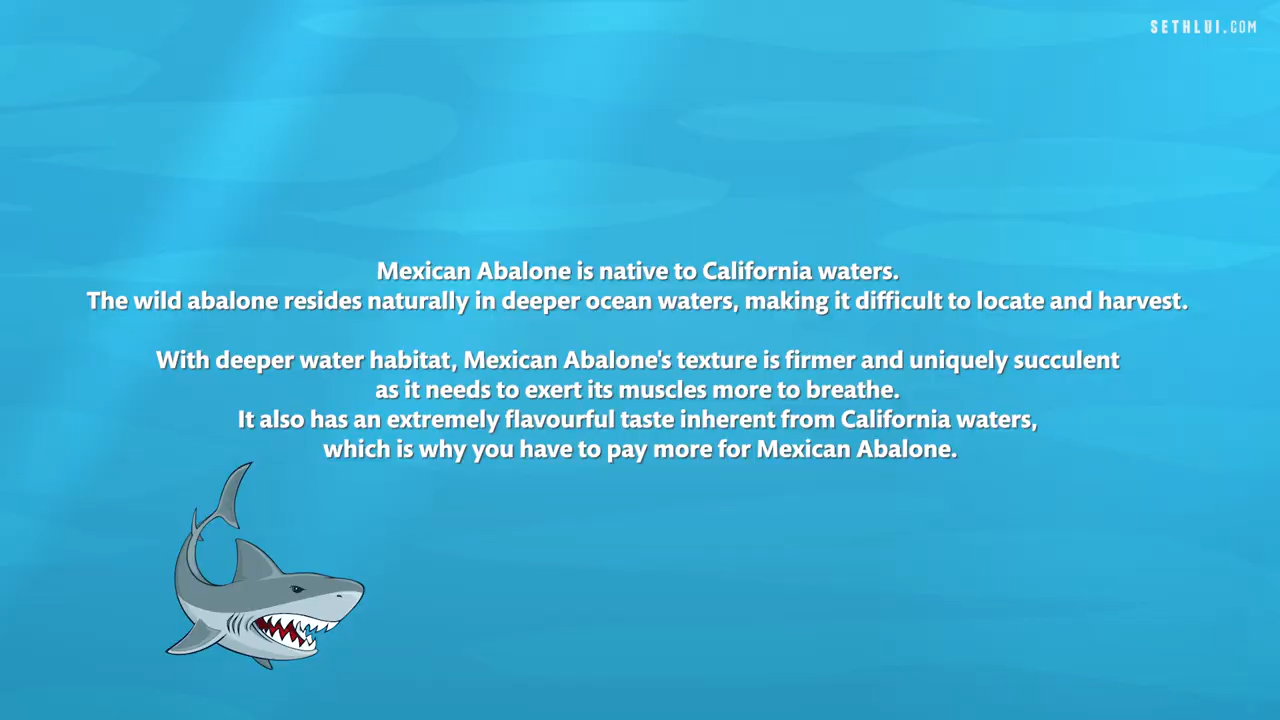 SETHLUI.COM
Mexican Abalone is native to California waters.
The wild abalone resides naturally in deeper ocean waters, making it difficult to locate and harvest.
With deeper water habitat, Mexican Abalone's texture is firmer and uniquely succulent
as it needs to exert its muscles more to breathe.
It also has an extremely flavourful taste inherent from California waters,
which is why you have to pay more for Mexican Abalone.